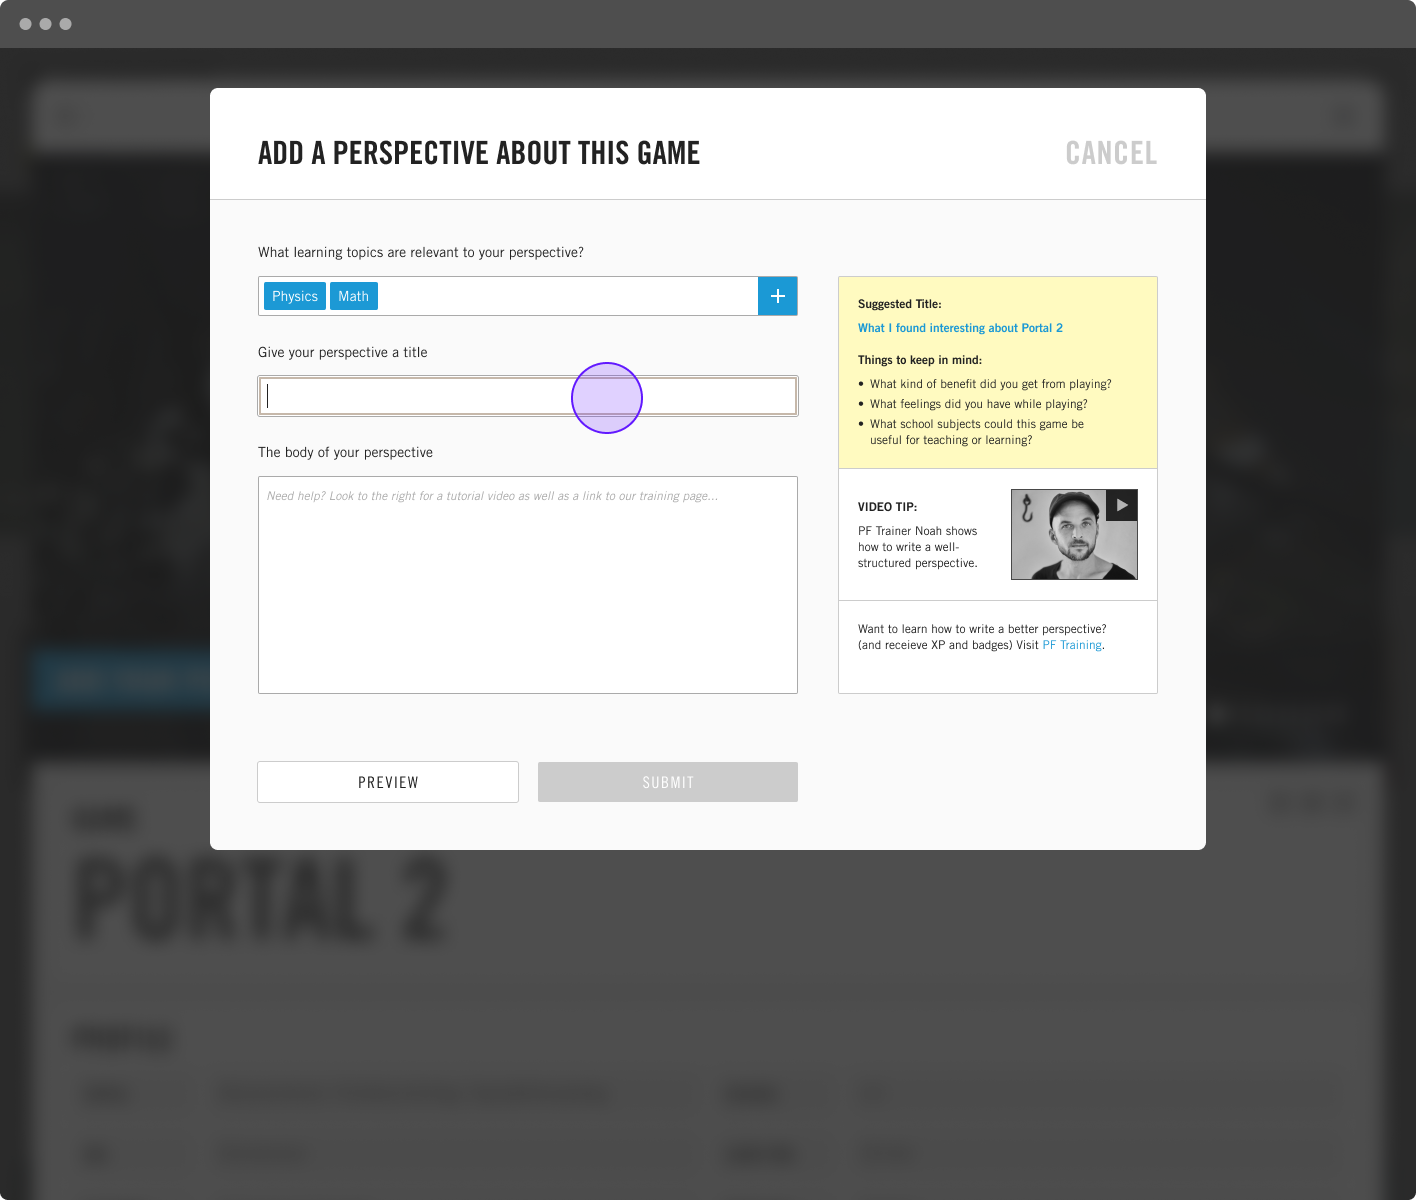 ADD A PERSPECTIVE ABOUT THIS GAME
CANCEL
What learning topics are relevant to your perspective?
Physics
Math
Give your perspective a title
The body of your perspective
Need help? Look to the right for a tutorial video as well as a link to our training page...
PREVIEW
SUBMIT
Suggested Title:
What I found interesting about Portal 2
Things to keep in mind:
• What kind of benefit did you get from playing?
• What feelings did you have while playing?
• What school subjects could this game be
useful for teaching or learning?
VIDEO TIP:
PF Trainer Noah shows
how to write a well-
structured perspective.
Want to learn how to write a better perspective?
(and receieve XP and badges) Visit PF Training.
GAME
PORTAL 2
PROFILE